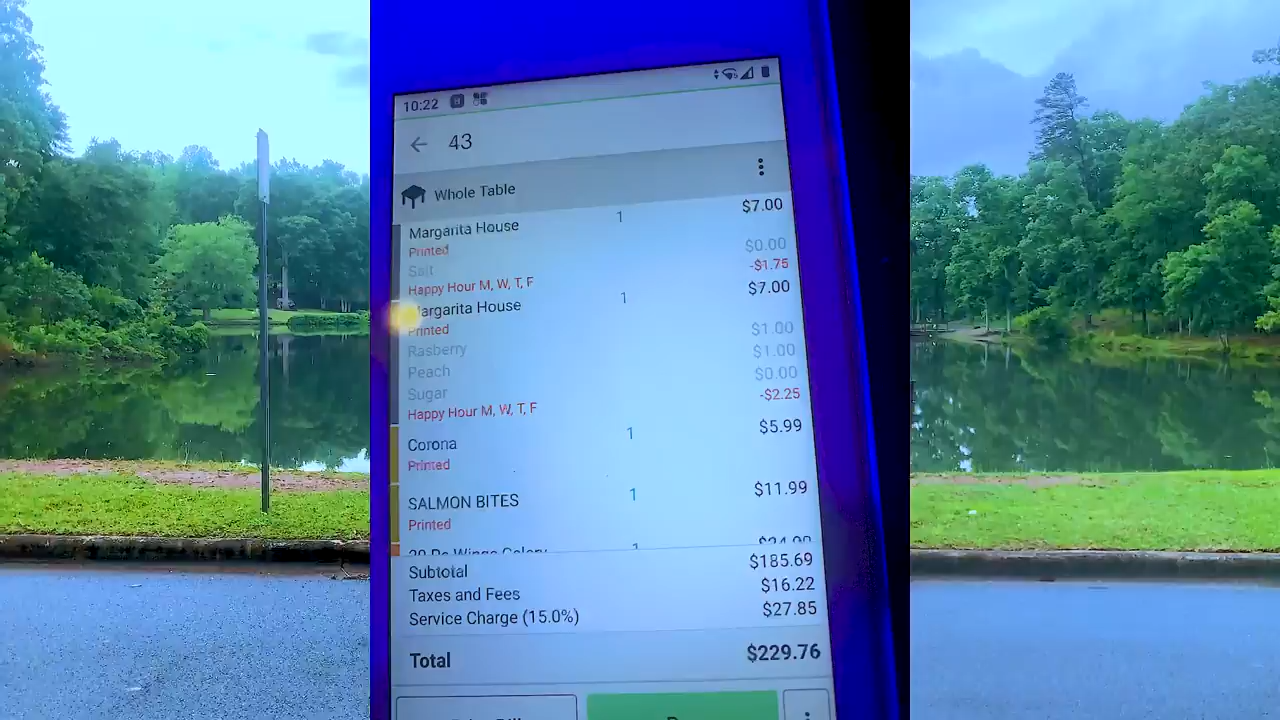 10:22
43
Whole Table
Margarita House 1 $7.00
Printed
Salt $0.00
Happy Hour M, W, T, F -$1.75
Margarita House 1 $7.00
Printed
Rasberry $1.00
Peach $1.00
Sugar $0.00
Happy Hour M, W, T, F -$2.25
Corona 1 $5.99
Printed
SALMON BITES 1 $11.99
Printed
Wings 1
Subtotal $185.69
Taxes and Fees $16.22
Service Charge (15.0%) $27.85
Total $229.76